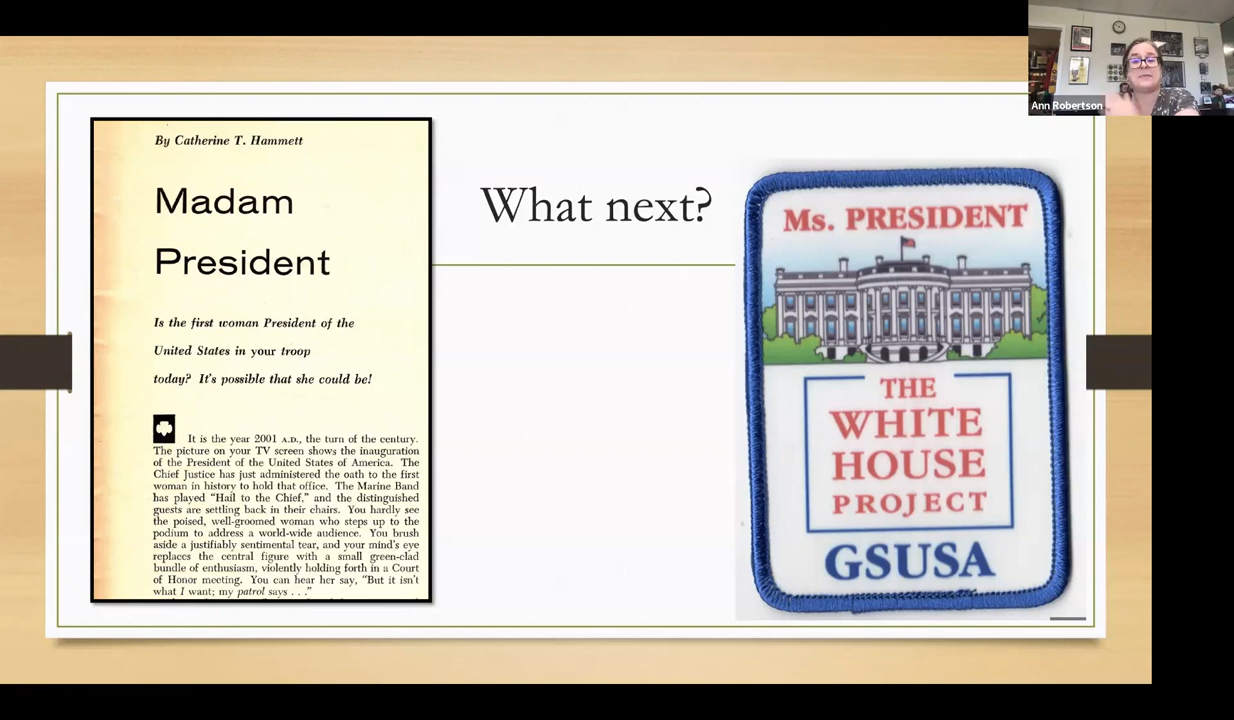 By Catherine T. Hammett
Madam
President
Is the first woman President of the
United States in your troop
today? It's possible that she could be!
It is the year 2001 A.D., the turn of the century.
The picture on your TV screen shows the inauguration
of the President of the United States of America. The
Chief Justice has just administered the oath to the first
woman in history to hold that office. The Marine Band
has played "Hail to the Chief," and the distinguished
guests are settling back in their chairs. You hardly see
the poised, well-groomed woman who steps up to the
podium to address a world-wide audience. You brush
aside a justifiably sentimental tear, and your mind's eye
replaces the central figure with a small green-clad
bundle of enthusiasm, violently holding forth in a Court
of Honor meeting. You can hear her say, "But it isn't
what I want; my patrol says . . ."
What next?
Ms. PRESIDENT
THE
WHITE
HOUSE
PROJECT
GSUSA
Ann Robertson